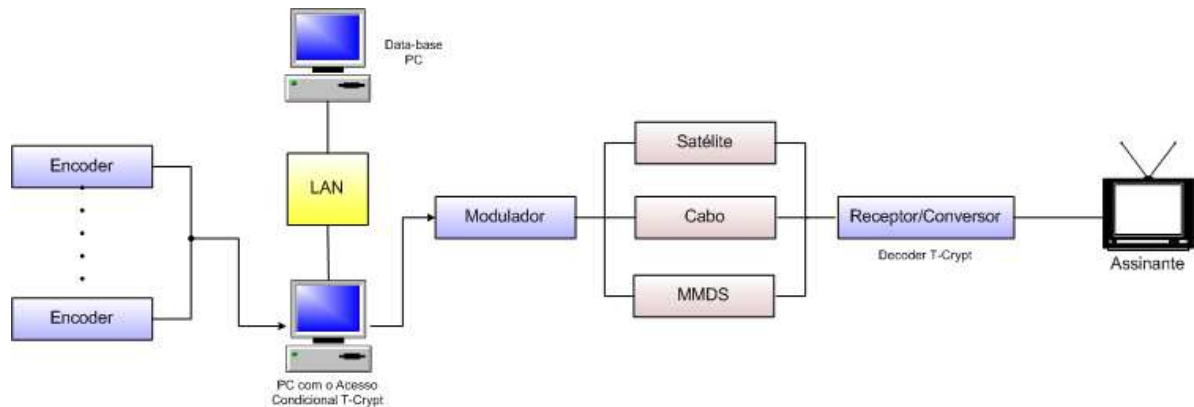 Data-base
PC
Encoder
LAN
Encoder
PC com o Acesso
Condicional T-Crypt
Modulador
Satélite
Cabo
MMDS
Receptor/Conversor
Decoder T-Crypt
Assinante